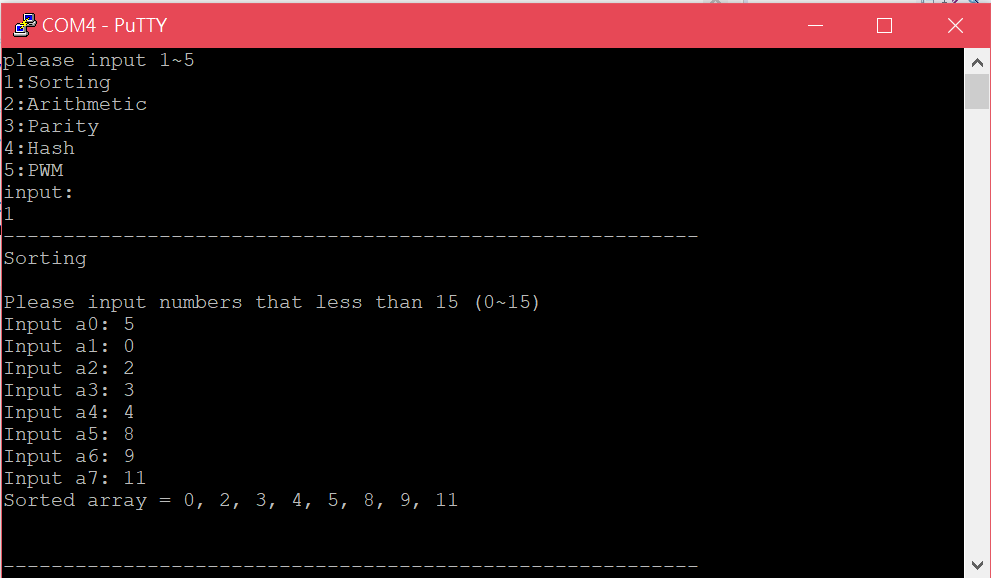 COM4 - PuTTY
please input 1~5
1:Sorting
2:Arithmetic
3:Parity
4:Hash
5:PWM
input:
1
----------------------------------------------------------
Sorting
Please input numbers that less than 15 (0~15)
Input a0: 5
Input a1: 0
Input a2: 2
Input a3: 3
Input a4: 4
Input a5: 8
Input a6: 9
Input a7: 11
Sorted array = 0, 2, 3, 4, 5, 8, 9, 11
----------------------------------------------------------